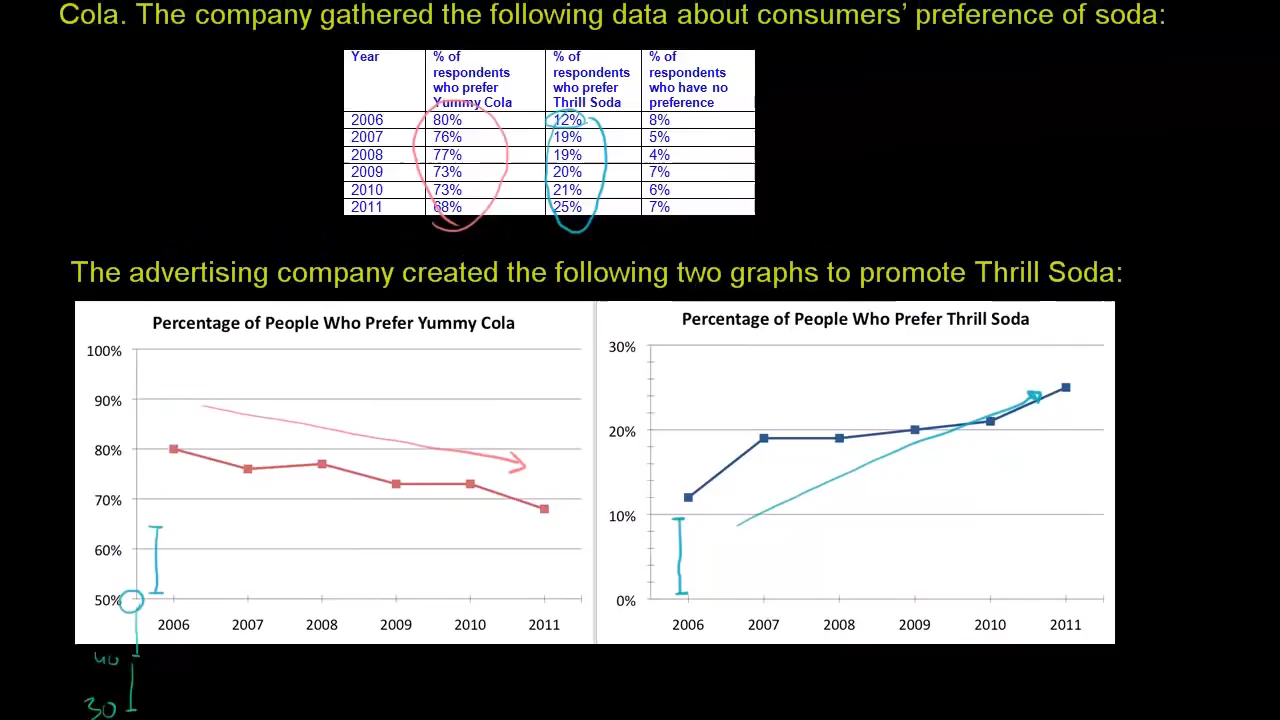 Cola. The company gathered the following data about consumers’ preference of soda:
Year % of respondents who prefer Yummy Cola % of respondents who prefer Thrill Soda % of respondents who have no preference
2006 80% 12% 8%
2007 76% 19% 5%
2008 77% 19% 4%
2009 73% 20% 7%
2010 73% 21% 6%
2011 68% 25% 7%
The advertising company created the following two graphs to promote Thrill Soda:
Percentage of People Who Prefer Yummy Cola
100%
90%
80%
70%
60%
50%
2006 2007 2008 2009 2010 2011
40
30
Percentage of People Who Prefer Thrill Soda
30%
20%
10%
0%
2006 2007 2008 2009 2010 2011